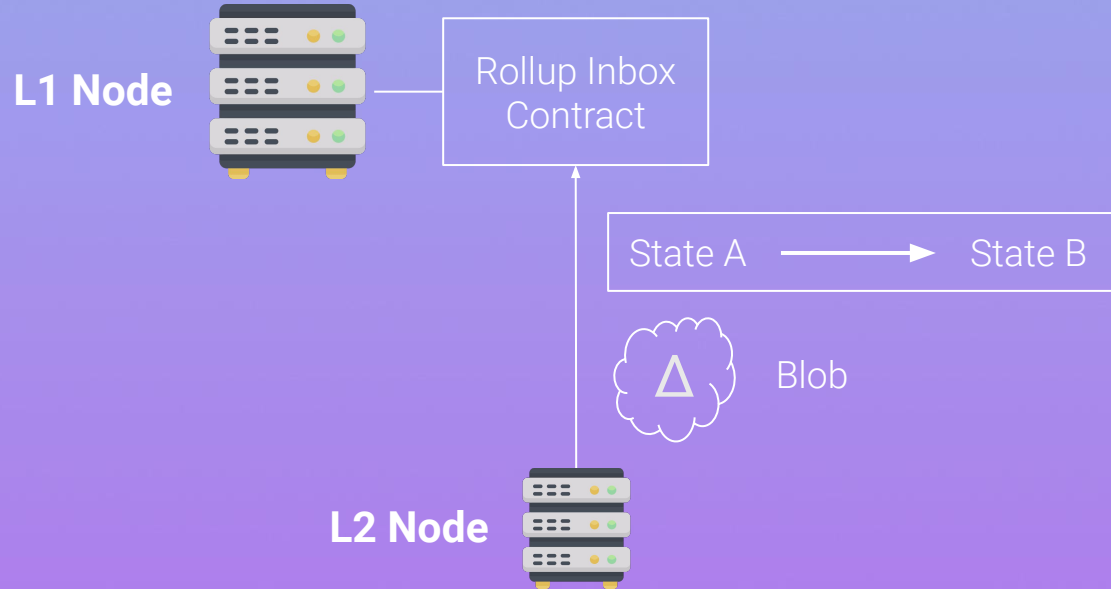 L1 Node
Rollup Inbox
Contract
State A
State B
Δ
Blob
L2 Node